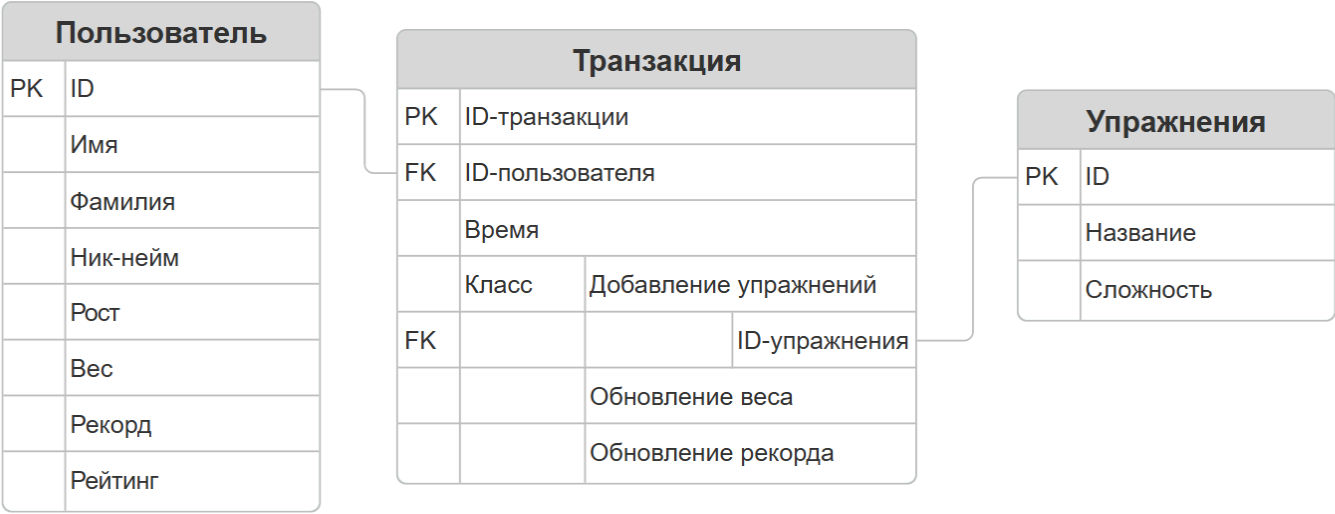 Пользователь
PK ID
Имя
Фамилия
Ник-нейм
Рост
Вес
Рекорд
Рейтинг
Транзакция
PK ID-транзакции
FK ID-пользователя
Время
Класс Добавление упражнений
FK ID-упражнения
Обновление веса
Обновление рекорда
Упражнения
PK ID
Название
Сложность